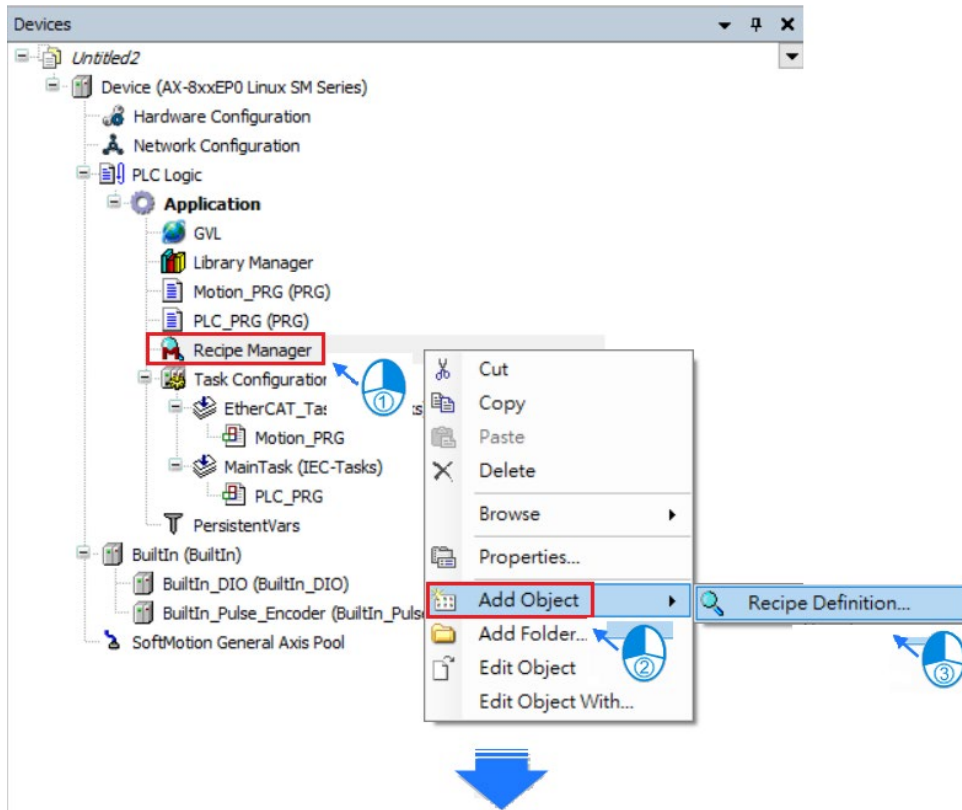 Devices
Untitled2
Device (AX-8xxEP0 Linux SM Series)
Hardware Configuration
Network Configuration
PLC Logic
Application
GVL
Library Manager
Motion_PRG (PRG)
PLC_PRG (PRG)
Recipe Manager
①
Task Configuration
EtherCAT_Tas
Motion_PRG
MainTask (IEC-Tasks)
PLC_PRG
PersistentVars
BuiltIn (BuiltIn)
BuiltIn_DIO (BuiltIn_DIO)
BuiltIn_Pulse_Encoder (BuiltIn_Pulse
SoftMotion General Axis Pool
Cut
Copy
Paste
Delete
Browse
Properties...
Add Object
Recipe Definition...
Add Folder...
②
③
Edit Object
Edit Object With...